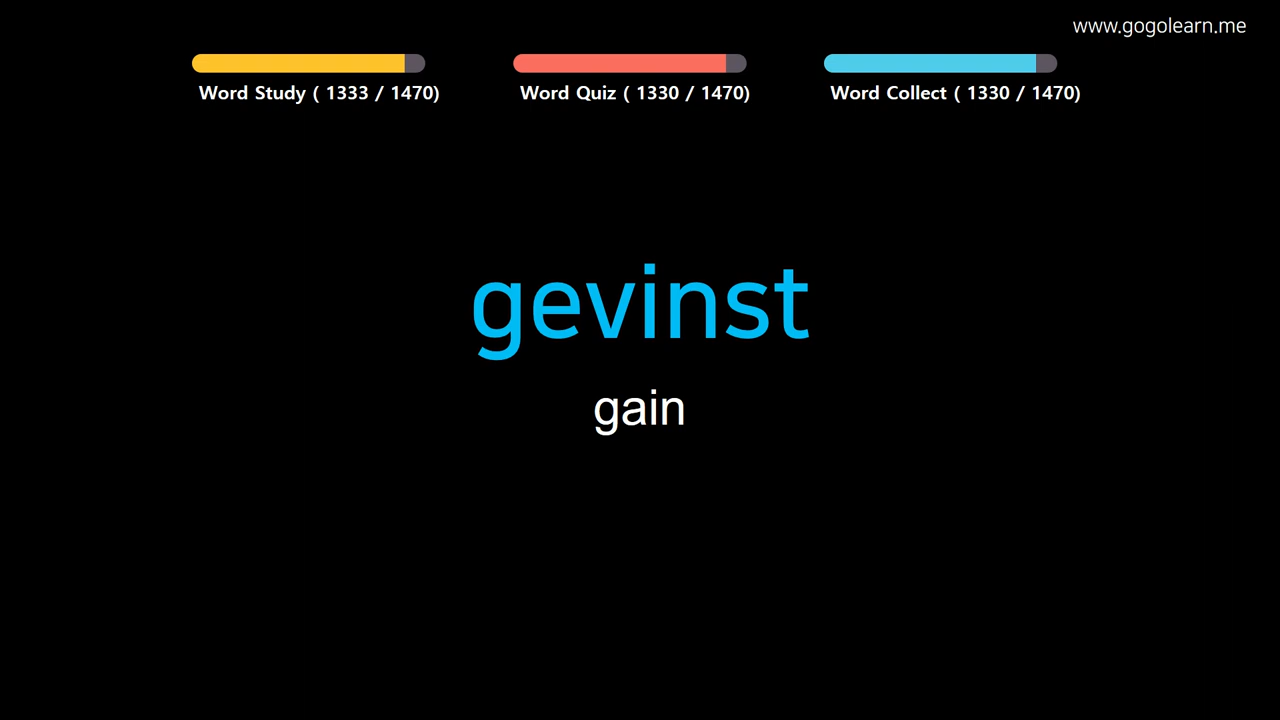 www.gogolearn.me
Word Study ( 1333 / 1470)
Word Quiz ( 1330 / 1470)
Word Collect ( 1330 / 1470)
gevinst
gain